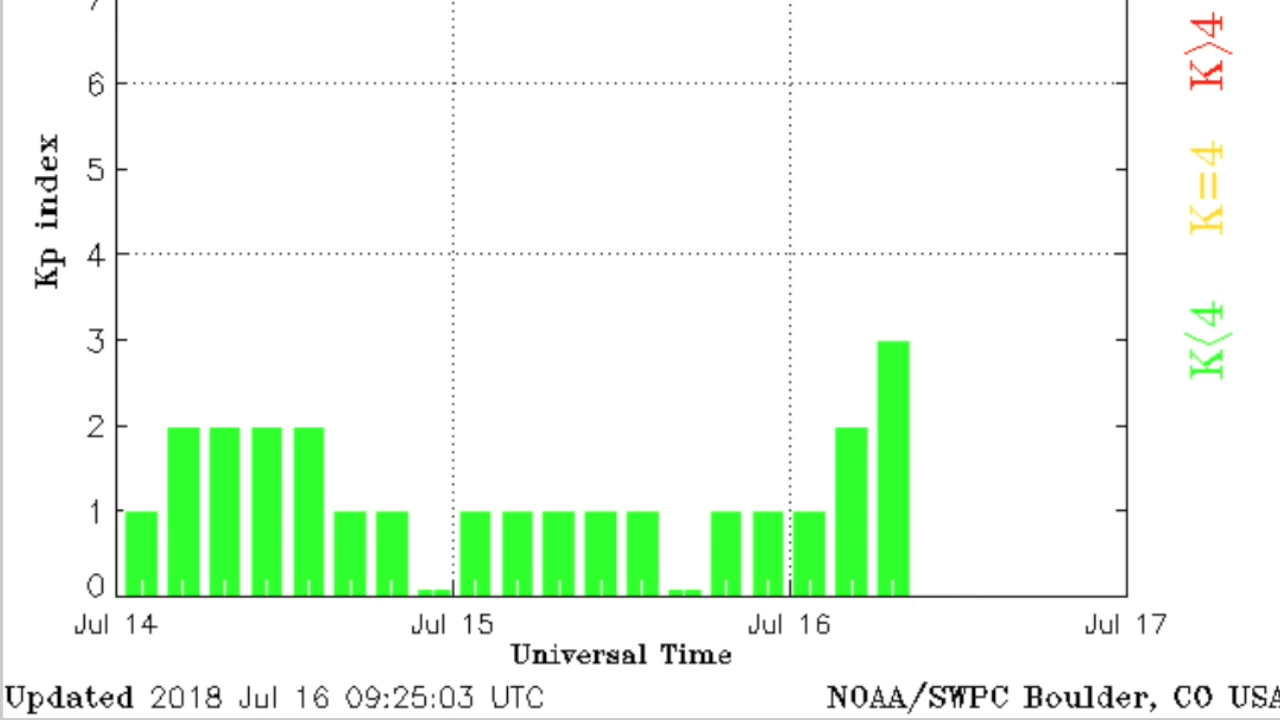 7
6
5
4
3
2
1
0
Kp index
Jul 14 Jul 15 Jul 16 Jul 17
Universal Time
Updated 2018 Jul 16 09:25:03 UTC NOAA/SWPC Boulder, CO USA
K>4
K=4
K<4